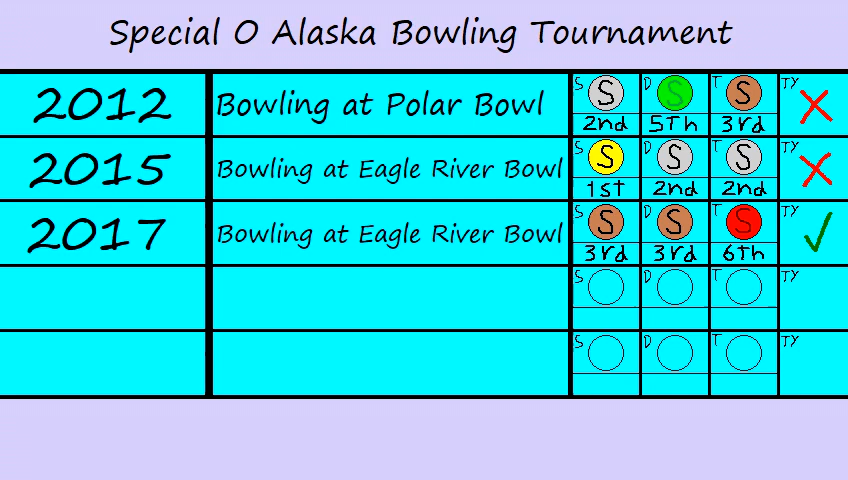 Special O Alaska Bowling Tournament
2012 Bowling at Polar Bowl S S D S T S TY X
2nd 5Th 3rd
2015 Bowling at Eagle River Bowl S S D S T S TY X
1st 2nd 2nd
2017 Bowling at Eagle River Bowl S S D S T S TY ✓
3rd 3rd 6Th
S D T TY
S D T TY